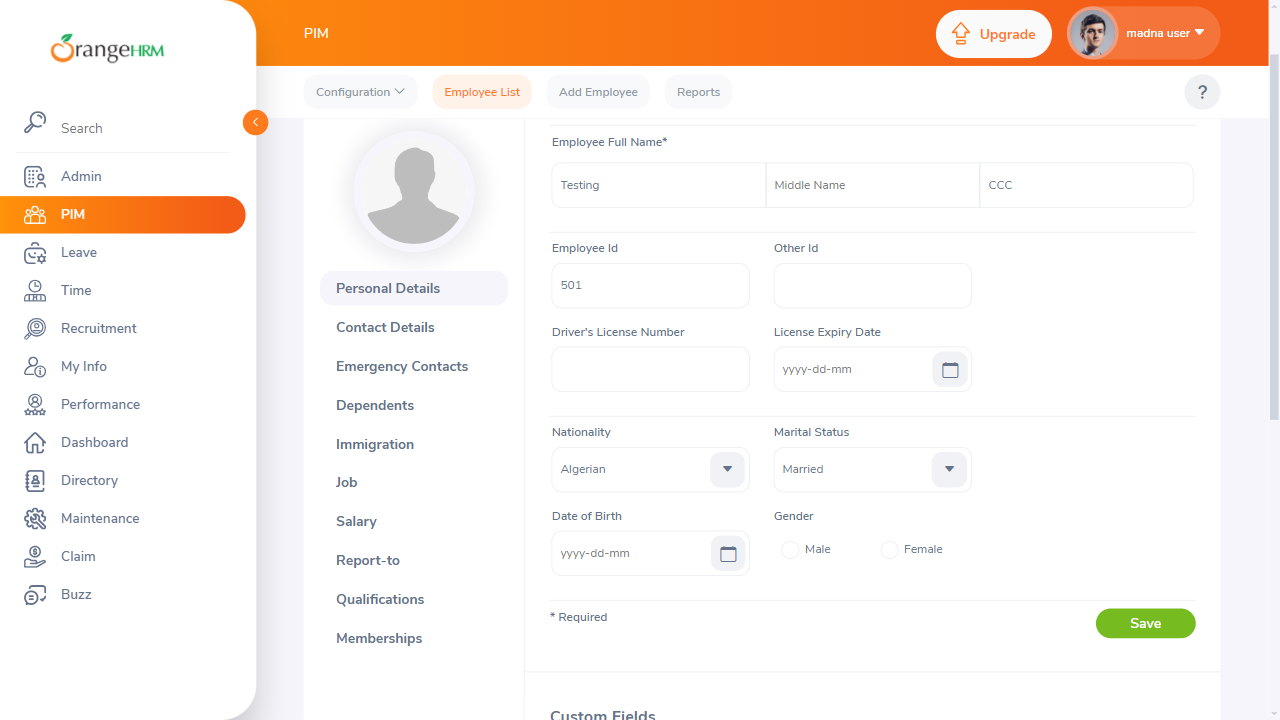 OrangeHRM
PIM
Upgrade
madna user
Configuration
Employee List
Add Employee
Reports
?
Search
Admin
PIM
Leave
Time
Recruitment
My Info
Performance
Dashboard
Directory
Maintenance
Claim
Buzz
Personal Details
Contact Details
Emergency Contacts
Dependents
Immigration
Job
Salary
Report-to
Qualifications
Memberships
Employee Full Name*
Testing Middle Name CCC
Employee Id Other Id
501
Driver's License Number License Expiry Date
yyyy-dd-mm
Nationality Marital Status
Algerian Married
Date of Birth Gender
yyyy-dd-mm Male Female
* Required
Save
Custom Fields